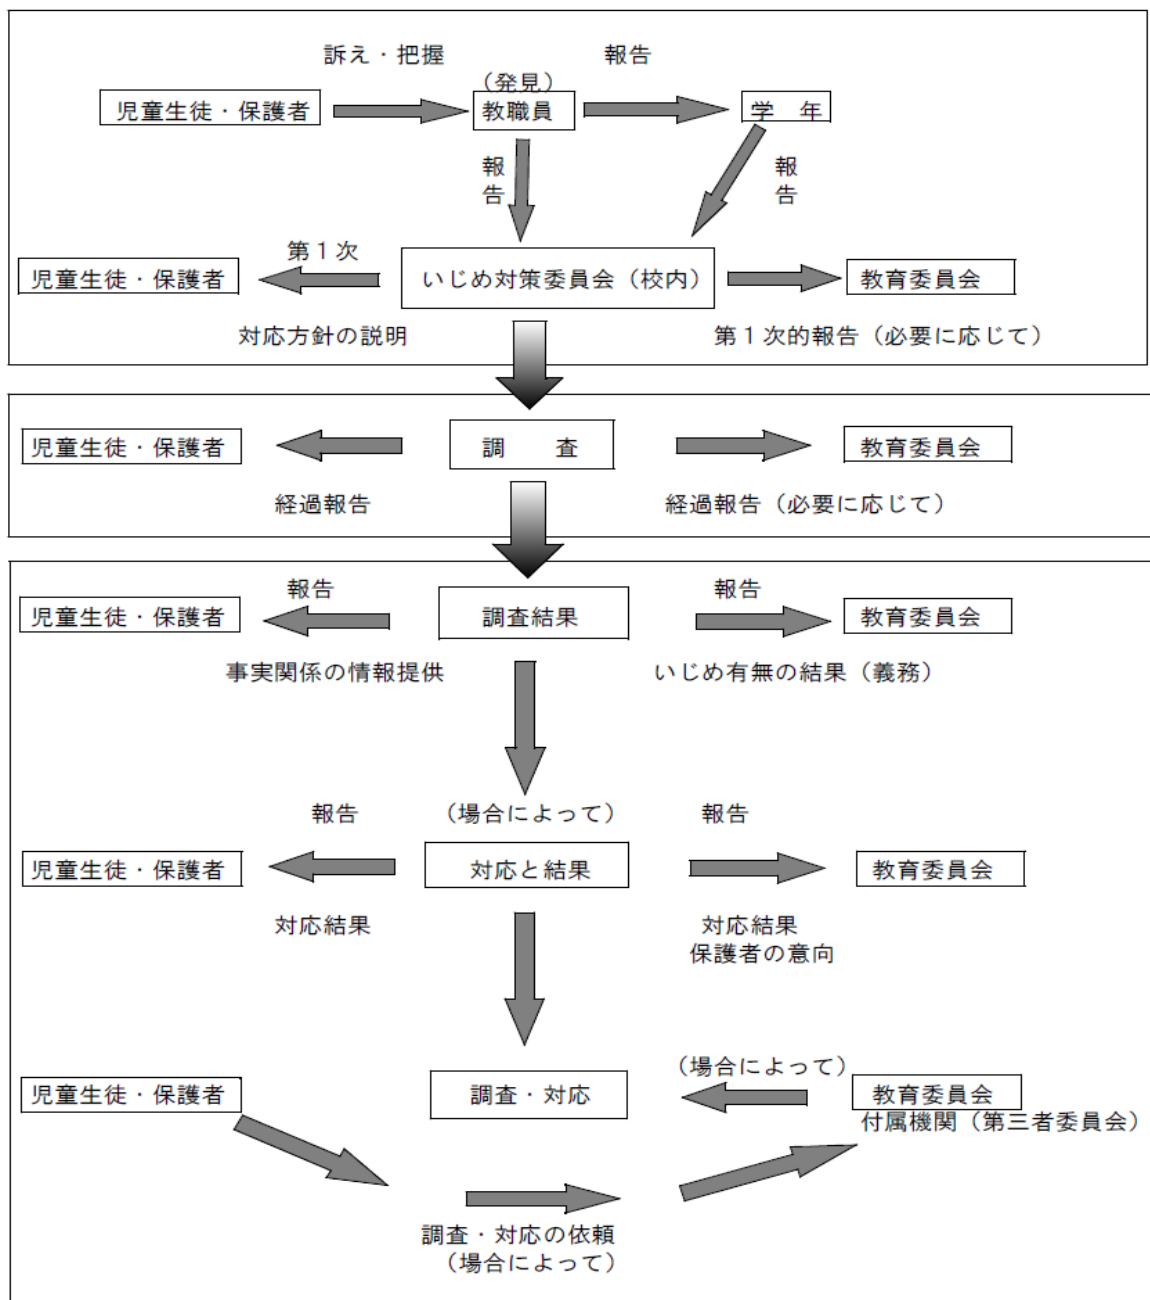 訴え・把握
報告
(発見)
児童生徒・保護者
教職員
学　年
報
告
報
告
第１次
児童生徒・保護者
いじめ対策委員会（校内）
教育委員会
対応方針の説明
第１次的報告（必要に応じて）
児童生徒・保護者
調　　査
教育委員会
経過報告
経過報告（必要に応じて）
報告
報告
児童生徒・保護者
調査結果
教育委員会
事実関係の情報提供
いじめ有無の結果（義務）
報告
（場合によって）
報告
児童生徒・保護者
対応と結果
教育委員会
対応結果
対応結果
保護者の意向
（場合によって）
児童生徒・保護者
調査・対応
教育委員会
付属機関（第三者委員会）
調査・対応の依頼
（場合によって）